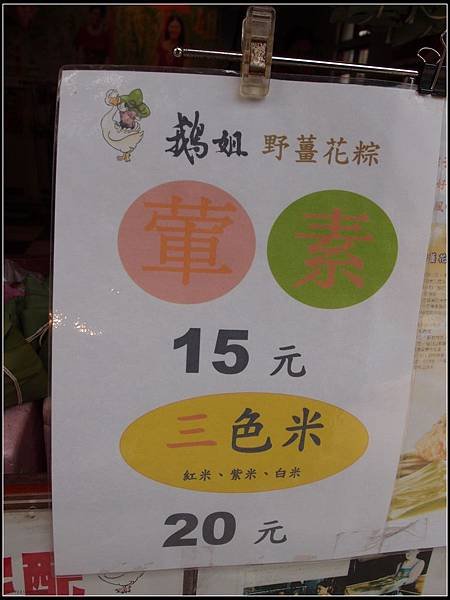 鵝姐 野薑花粽
葷 素
15 元
三色米
紅米、紫米、白米
20 元